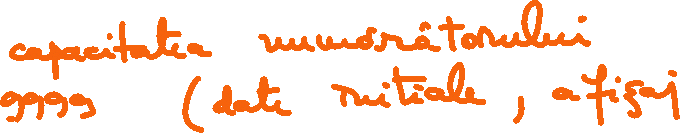 capacitatea numărătorului
9999 (date initiale, afişaj